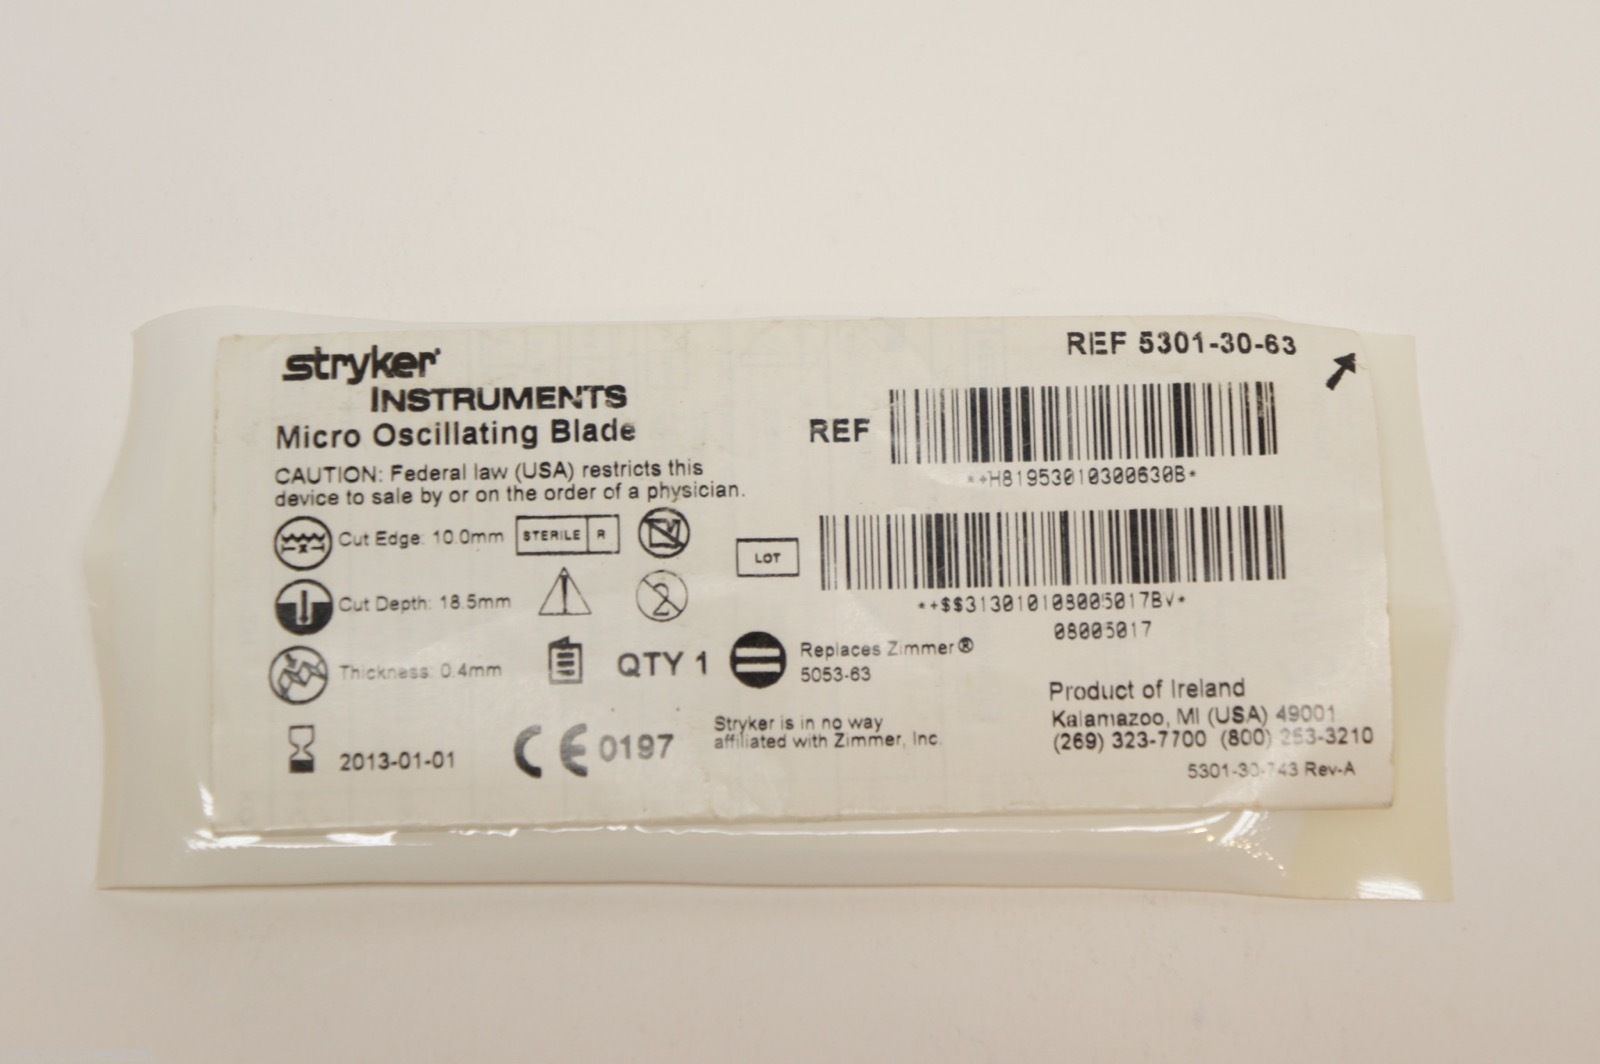 stryker
INSTRUMENTS
Micro Oscillating Blade
CAUTION: Federal law (USA) restricts this
device to sale by or on the order of a physician.
Cut Edge: 10.0mm
STERILE R
Cut Depth: 18.5mm
2
Thickness: 0.4mm
QTY 1
2013-01-01
CE 0197
REF 5301-30-63
REF
*+H81953010300630B*
LOT
*+$$313010108005017BV*
08005017
Replaces Zimmer®
5053-63
Stryker is in no way
affiliated with Zimmer, Inc.
Product of Ireland
Kalamazoo, MI (USA) 49001
(269) 323-7700 (800) 253-3210
5301-30-743 Rev-A